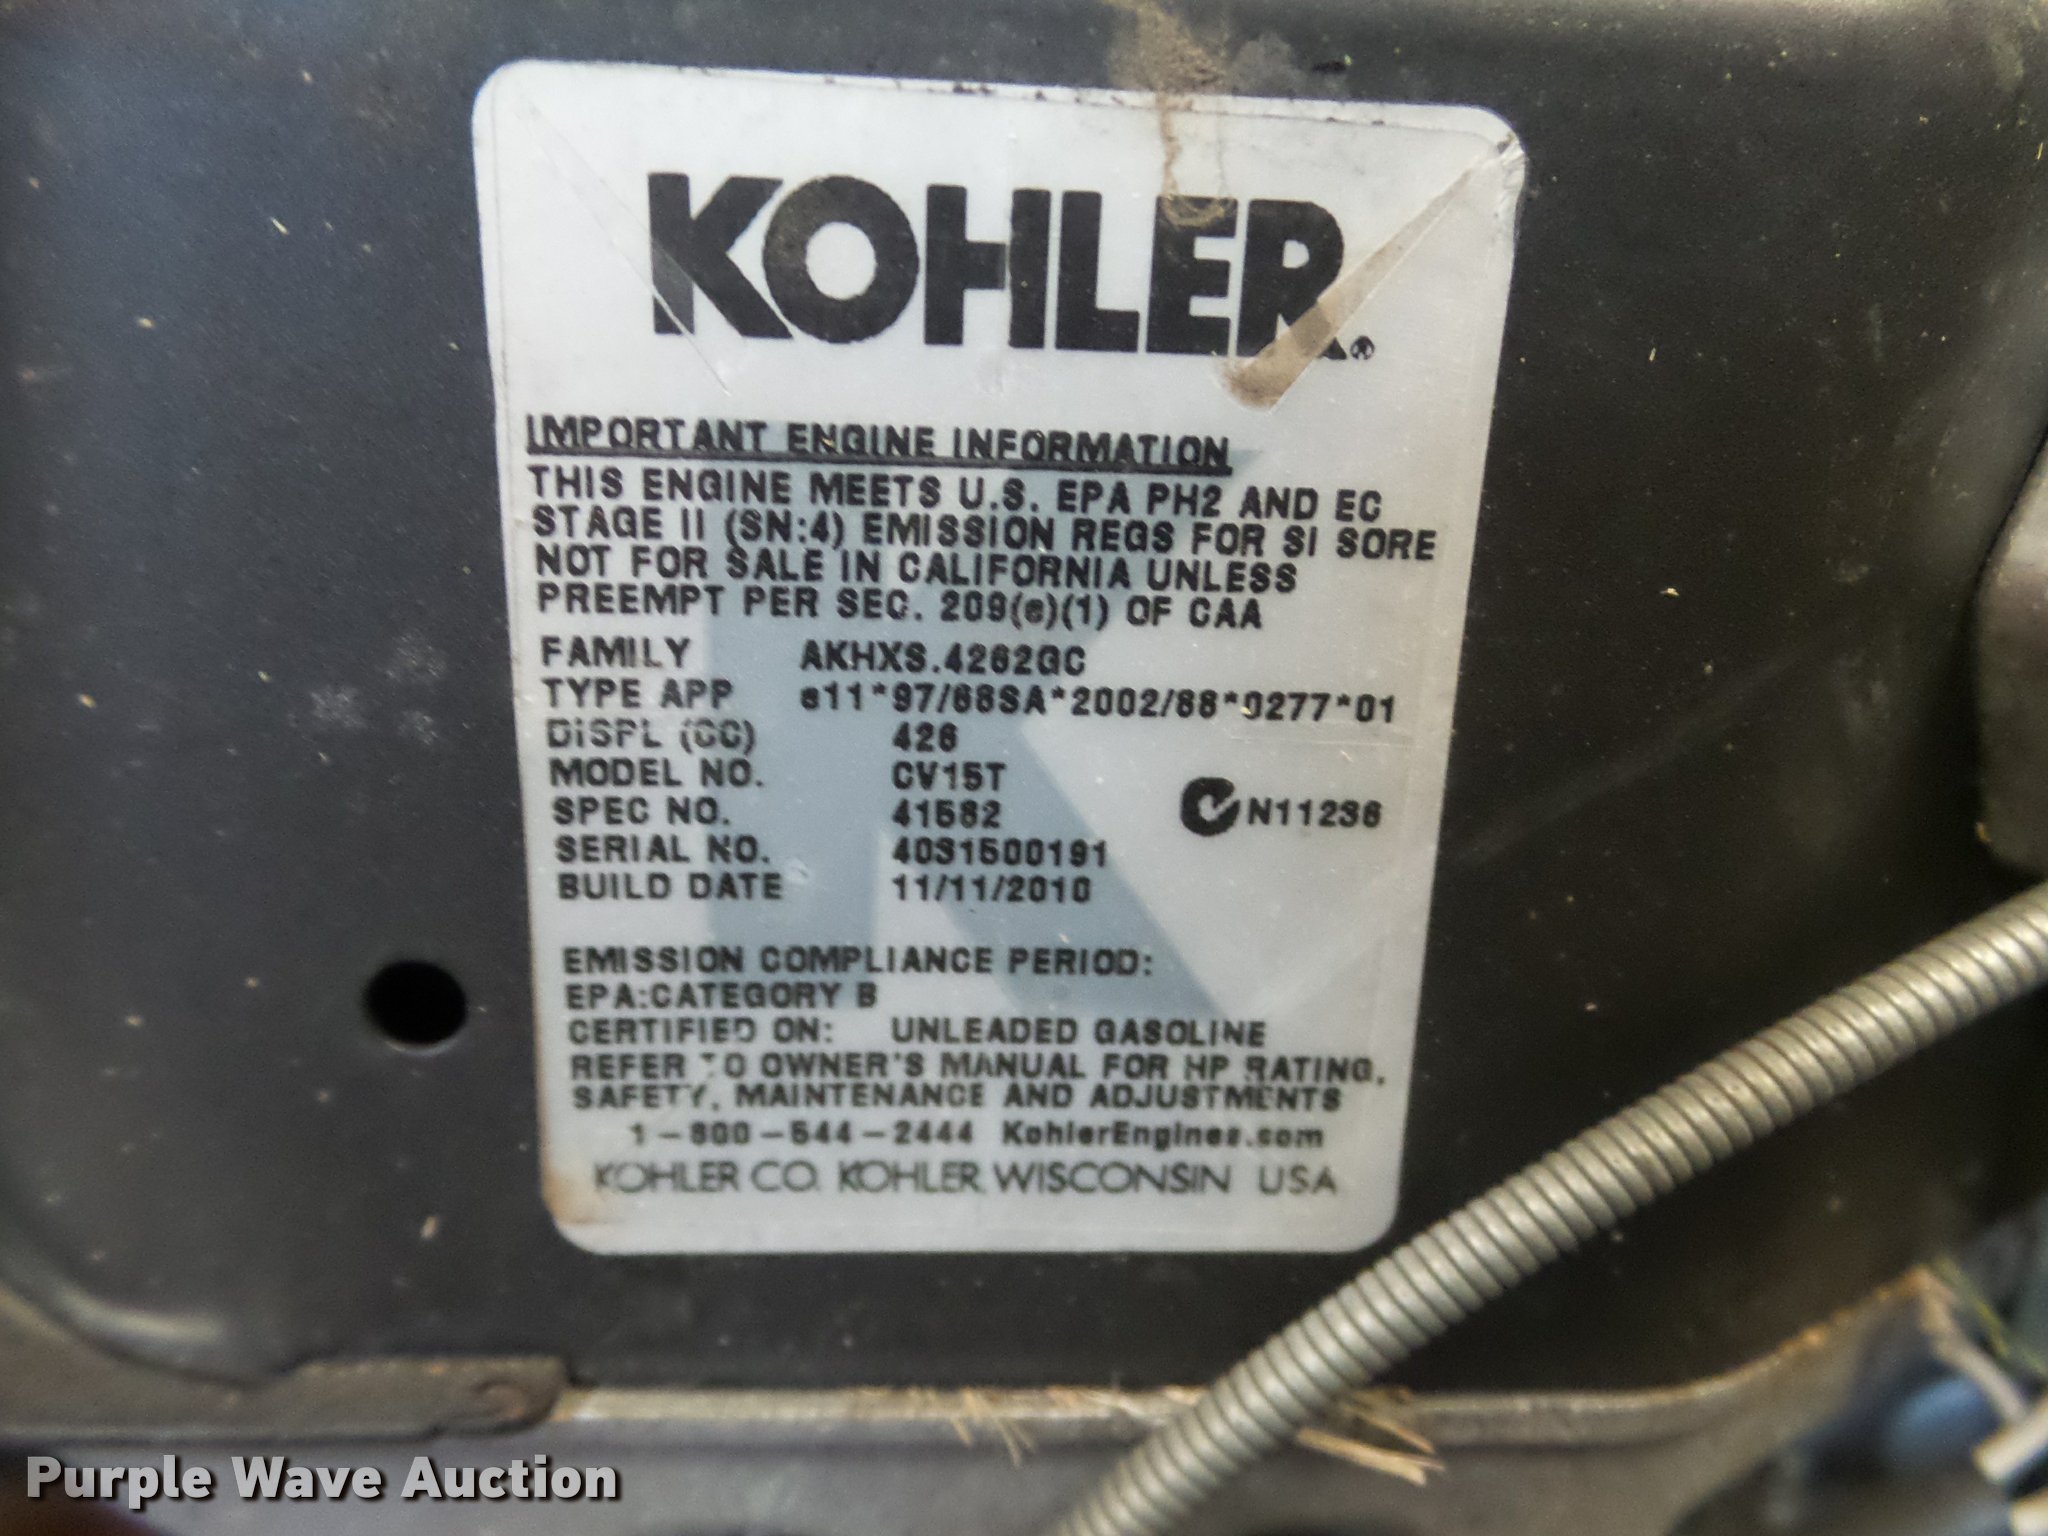 KOHLER®
IMPORTANT ENGINE INFORMATION
THIS ENGINE MEETS U.S. EPA PH2 AND EC
STAGE II (SN:4) EMISSION REGS FOR SI SORE
NOT FOR SALE IN CALIFORNIA UNLESS
PREEMPT PER SEC. 209(e)(1) OF CAA
FAMILY AKHXS.4262GC
TYPE APP e11*97/68SA*2002/88*0277*01
DISPL (CC) 426
MODEL NO. CV15T
SPEC NO. 41582 N11236
SERIAL NO. 4031500191
BUILD DATE 11/11/2010
EMISSION COMPLIANCE PERIOD:
EPA:CATEGORY B
CERTIFIED ON: UNLEADED GASOLINE
REFER TO OWNER'S MANUAL FOR HP RATING,
SAFETY, MAINTENANCE AND ADJUSTMENTS
1-800-544-2444 KohlerEngines.com
KOHLER CO. KOHLER, WISCONSIN USA
Purple Wave Auction